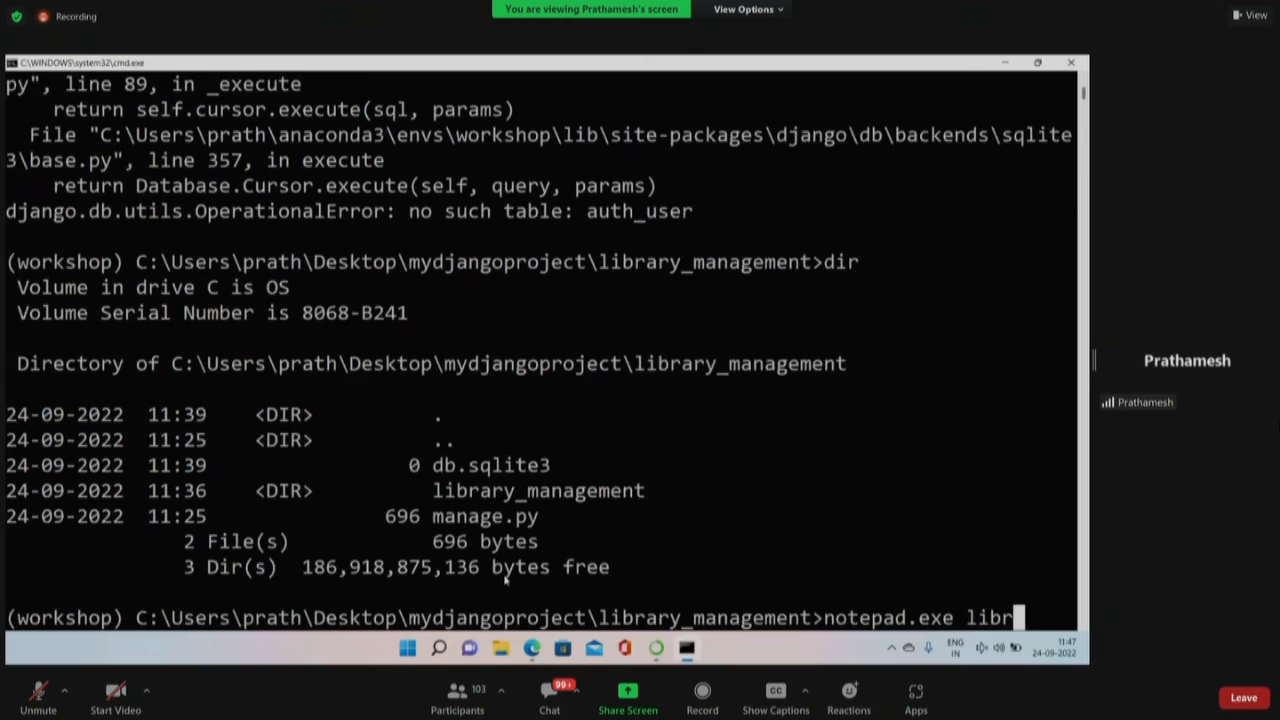 Recording
You are viewing Prathamesh's screen
View Options
View
C:\WINDOWS\system32\cmd.exe
py", line 89, in _execute
return self.cursor.execute(sql, params)
File "C:\Users\prath\anaconda3\envs\workshop\lib\site-packages\django\db\backends\sqlite
3\base.py", line 357, in execute
return Database.Cursor.execute(self, query, params)
django.db.utils.OperationalError: no such table: auth_user
(workshop) C:\Users\prath\Desktop\mydjangoproject\library_management>dir
Volume in drive C is OS
Volume Serial Number is 8068-B241
Directory of C:\Users\prath\Desktop\mydjangoproject\library_management
24-09-2022 11:39 <DIR> .
24-09-2022 11:25 <DIR> ..
24-09-2022 11:39 0 db.sqlite3
24-09-2022 11:36 <DIR> library_management
24-09-2022 11:25 696 manage.py
2 File(s) 696 bytes
3 Dir(s) 186,918,875,136 bytes free
(workshop) C:\Users\prath\Desktop\mydjangoproject\library_management>notepad.exe libr
Prathamesh
Prathamesh
ENG
IN
11:47
24-09-2022
Unmute
Start Video
Participants
103
Chat
99+
Share Screen
Record
CC
Show Captions
Reactions
Apps
Leave